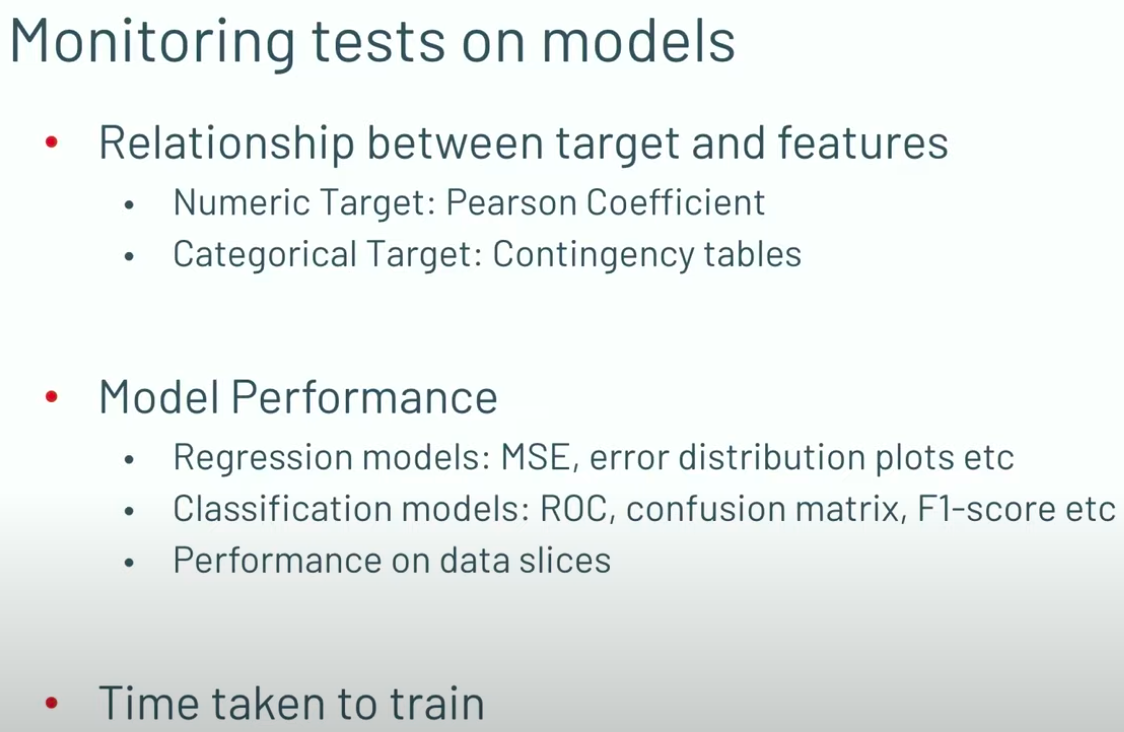 Monitoring tests on models
• Relationship between target and features
• Numeric Target: Pearson Coefficient
• Categorical Target: Contingency tables
• Model Performance
• Regression models: MSE, error distribution plots etc
• Classification models: ROC, confusion matrix, F1-score etc
• Performance on data slices
• Time taken to train